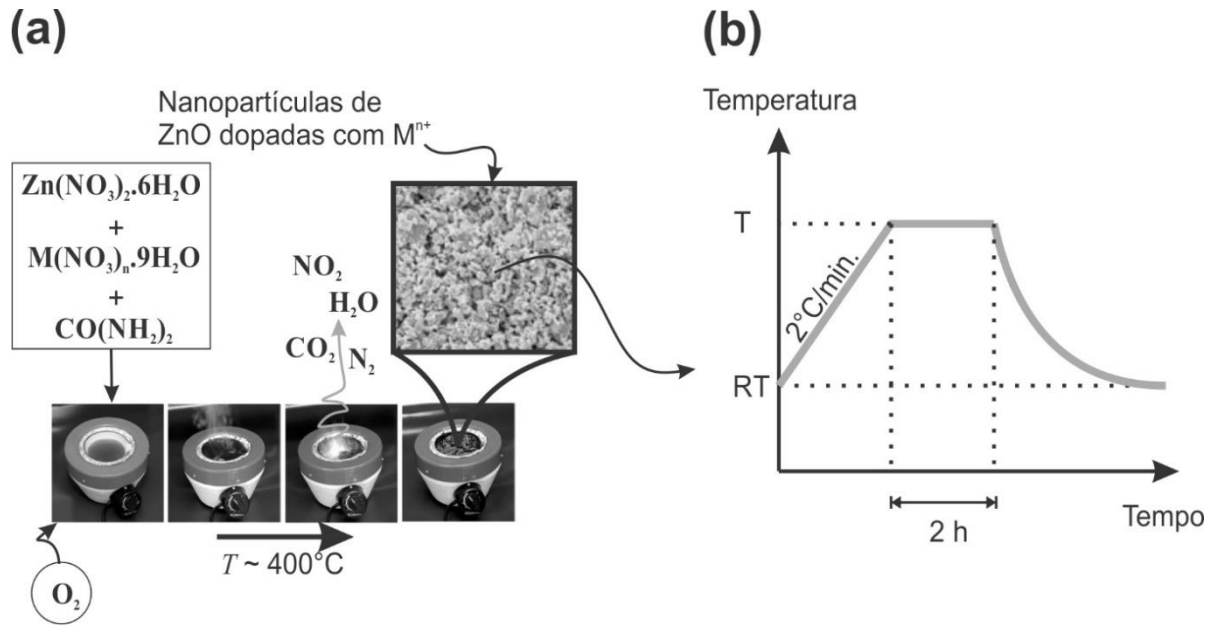 (a)
Nanopartículas de
ZnO dopadas com Mⁿ⁺
Zn(NO₃)₂.6H₂O
+
M(NO₃)ₙ.9H₂O
+
CO(NH₂)₂
NO₂
H₂O
CO₂
N₂
T ~ 400°C
O₂
(b)
Temperatura
T
2°C/min.
RT
2 h
Tempo